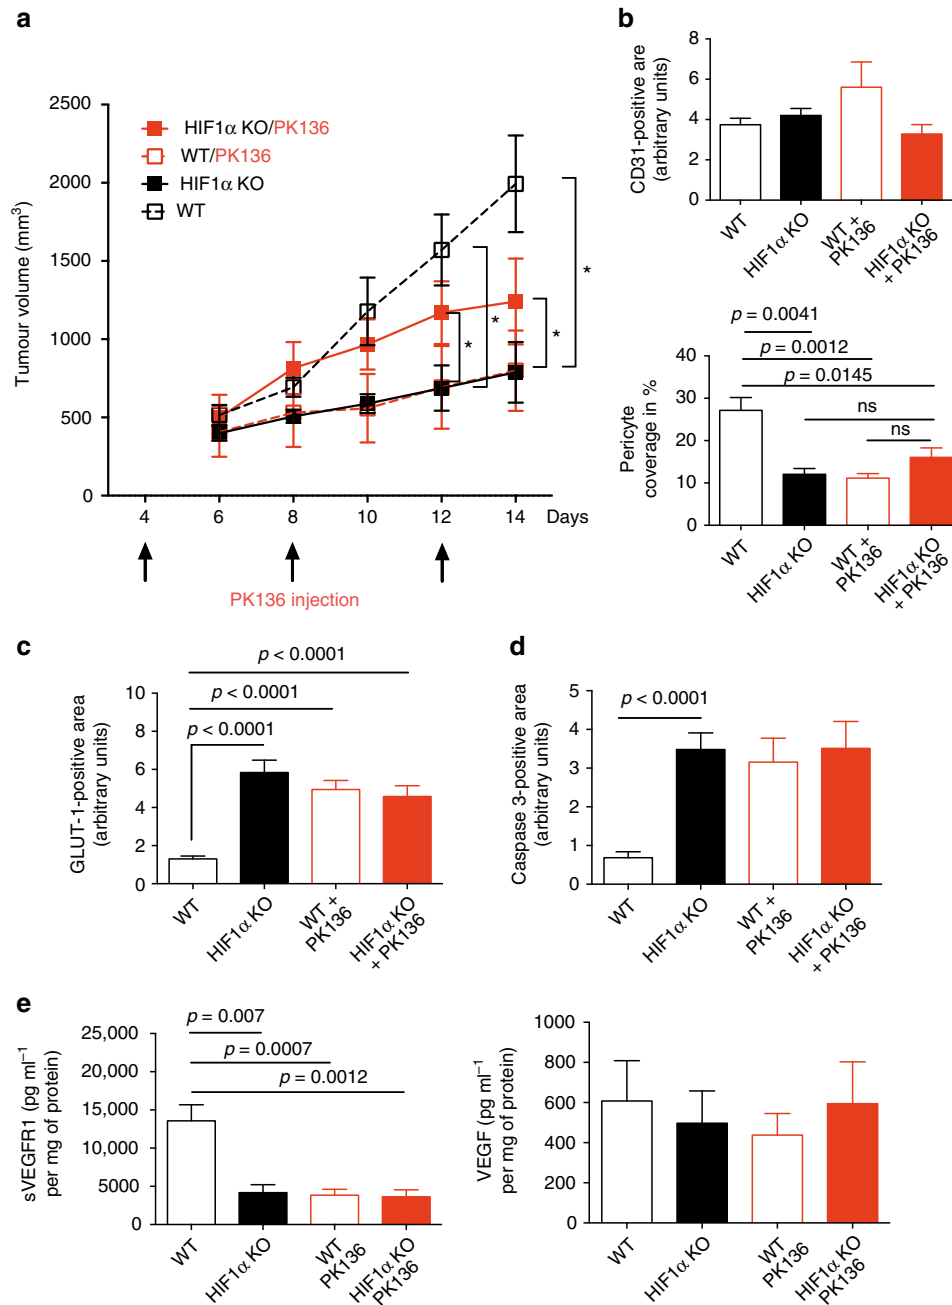 a
Tumour volume (mm³)
2500
2000
1500
1000
500
0
HIF1α KO/PK136
WT/PK136
HIF1α KO
WT
*
*
*
*
4 6 8 10 12 14 Days
PK136 injection
b
CD31-positive are
(arbitrary units)
8
6
4
2
0
WT
HIF1α KO
WT +
PK136
HIF1α KO
+ PK136
p = 0.0041
p = 0.0012
p = 0.0145
ns
ns
Pericyte
coverage in %
40
30
20
10
0
WT
HIF1α KO
WT +
PK136
HIF1α KO
+ PK136
c
p < 0.0001
p < 0.0001
p < 0.0001
GLUT-1-positive area
(arbitrary units)
10
8
6
4
2
0
WT
HIF1α KO
WT +
PK136
HIF1α KO
+ PK136
d
p <0.0001
Caspase 3-positive area
(arbitrary units)
5
4
3
2
1
0
WT
HIF1α KO
WT +
PK136
HIF1α KO
+ PK136
e
p = 0.007
p = 0.0007
p = 0.0012
sVEGFR1 (pg ml⁻¹
per mg of protein)
25,000
20,000
15,000
10,000
5000
0
WT
HIF1α KO
WT
PK136
HIF1α KO
PK136
VEGF (pg ml⁻¹
per mg of protein)
1000
800
600
400
200
0
WT
HIF1α KO
WT
PK136
HIF1α KO
PK136